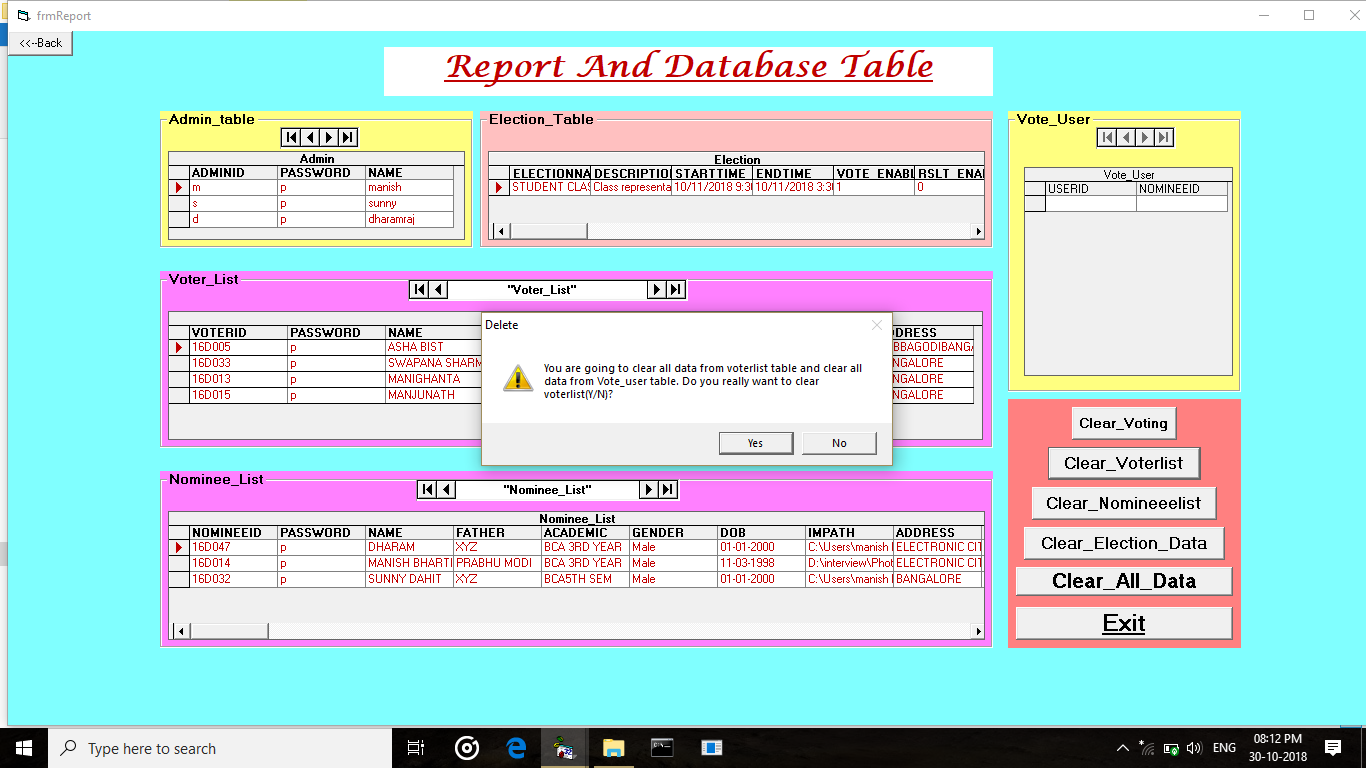 frmReport
<<--Back
Report And Database Table
Admin_table
Admin
ADMINID PASSWORD NAME
m p manish
s p sunny
d p dharamraj
Election_Table
Election
ELECTIONNA DESCRIPTIO STARTTIME ENDTIME VOTE_ENABL RSLT_ENA
STUDENT CLAS Class representa 10/11/2018 9:30 10/11/2018 3:30 1 0
Vote_User
Vote_User
USERID NOMINEEID
Voter_List
"Voter_List"
VOTERID PASSWORD NAME DRESS
16D005 p ASHA BIST BBAGODIBANGA
16D033 p SWAPANA SHARM NGALORE
16D013 p MANIGHANTA NGALORE
16D015 p MANJUNATH NGALORE
Delete
You are going to clear all data from voterlist table and clear all
data from Vote_user table. Do you really want to clear
voterlist(Y/N)?
Yes No
Nominee_List
"Nominee_List"
Nominee_List
NOMINEEID PASSWORD NAME FATHER ACADEMIC GENDER DOB IMPATH ADDRESS
16D047 p DHARAM XYZ BCA 3RD YEAR Male 01-01-2000 C:\Users\manish ELECTRONIC CIT
16D014 p MANISH BHARTI PRABHU MODI BCA 3RD YEAR Male 11-03-1998 D:\interview\Phot ELECTRONIC CIT
16D032 p SUNNY DAHIT XYZ BCA5TH SEM Male 01-01-2000 C:\Users\manish BANGALORE
Clear_Voting
Clear_Voterlist
Clear_Nomineeelist
Clear_Election_Data
Clear_All_Data
Exit
Type here to search
ENG
08:12 PM
30-10-2018